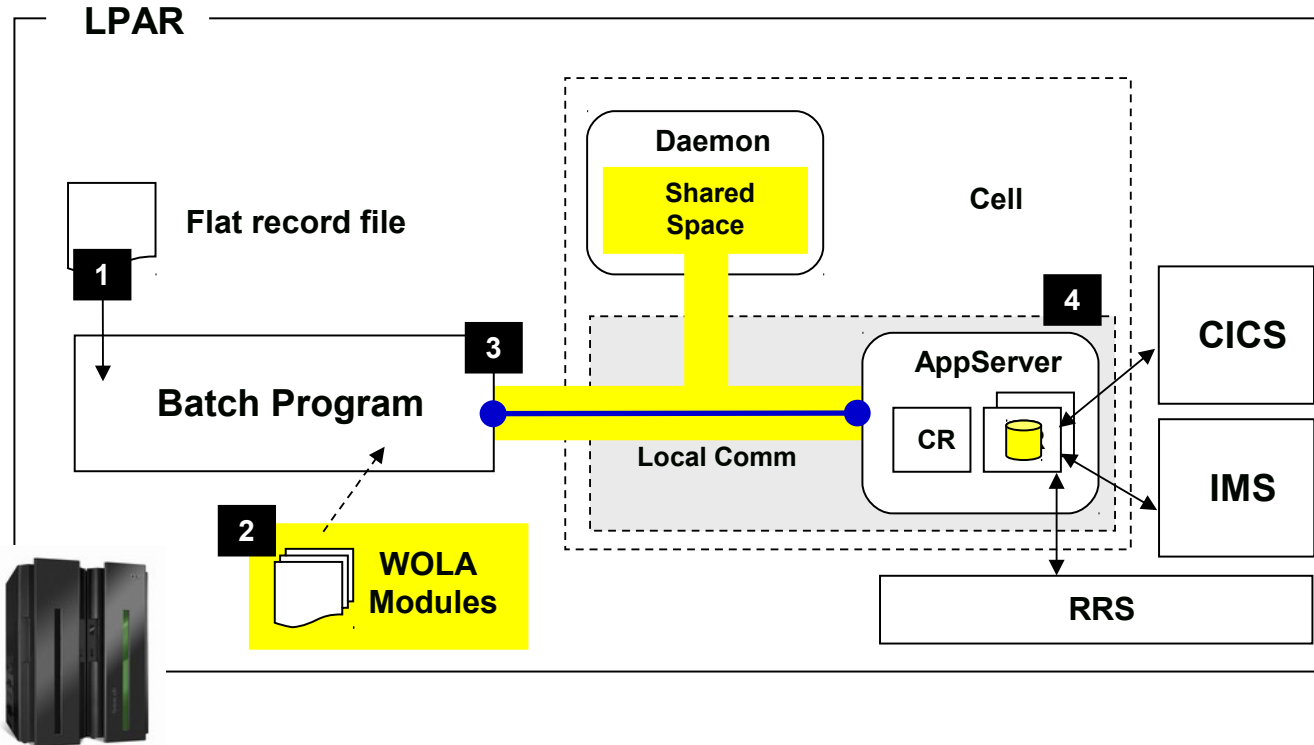 LPAR
Daemon
Shared
Space
Cell
Flat record file
1
4
CICS
3
AppServer
Batch Program
CR
R
Local Comm
IMS
2
WOLA
Modules
RRS